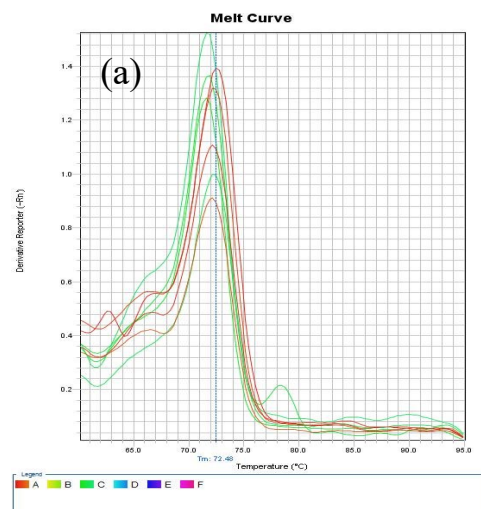 Melt Curve
(a)
1.4
1.2
1.0
0.8
0.6
0.4
0.2
Derivative Reporter (-Rn)
65.0 70.0 75.0 80.0 85.0 90.0 95.0
Tm: 72.48
Temperature (°C)
Legend
A B C D E F